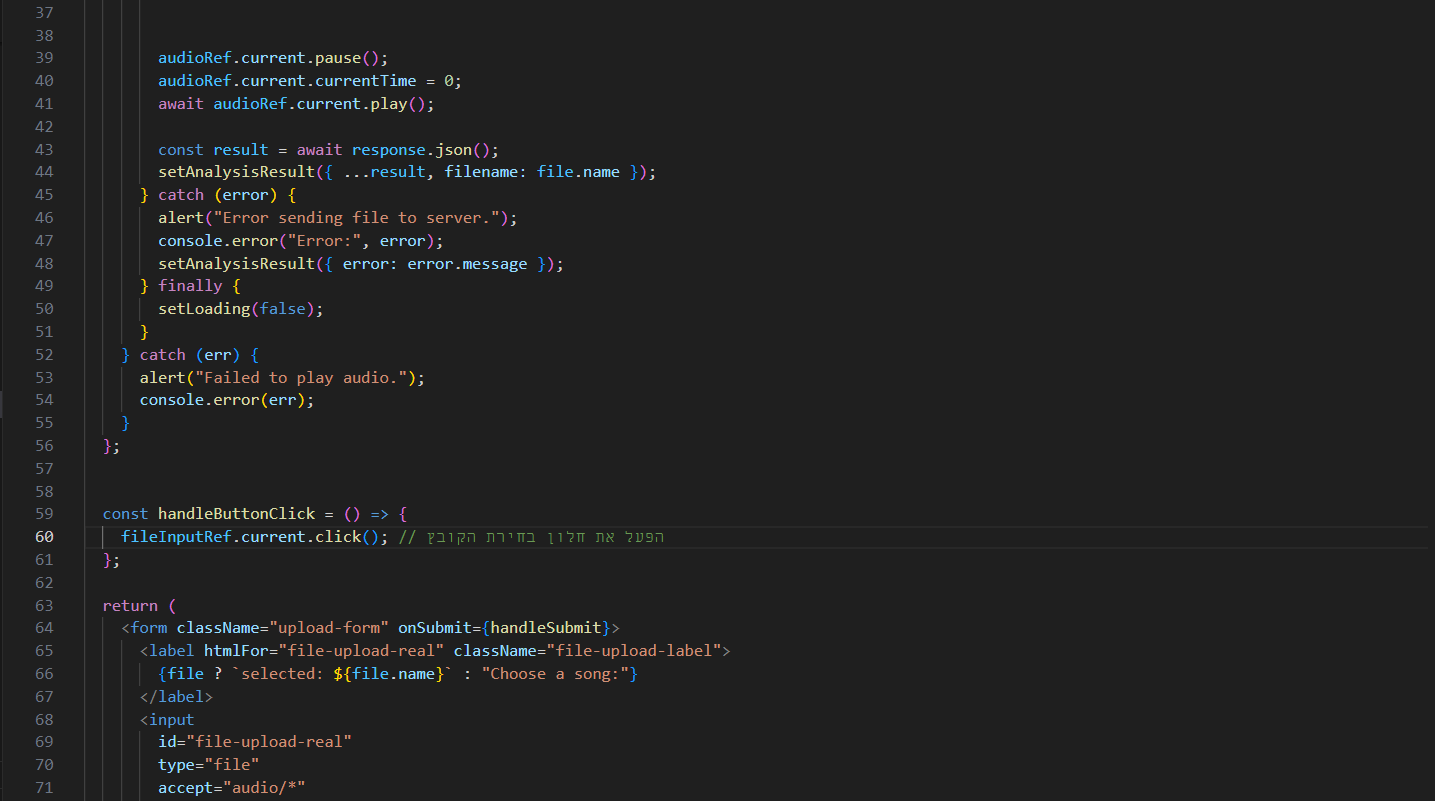 37
38
39 audioRef.current.pause();
40 audioRef.current.currentTime = 0;
41 await audioRef.current.play();
42
43 const result = await response.json();
44 setAnalysisResult({ ...result, filename: file.name });
45 } catch (error) {
46 alert("Error sending file to server.");
47 console.error("Error:", error);
48 setAnalysisResult({ error: error.message });
49 } finally {
50 setLoading(false);
51 }
52 } catch (err) {
53 alert("Failed to play audio.");
54 console.error(err);
55 }
56 };
57
58
59 const handleButtonClick = () => {
60 fileInputRef.current.click(); // הפעל את חלון בחירת הקובץ
61 };
62
63 return (
64 <form className="upload-form" onSubmit={handleSubmit}>
65 <label htmlFor="file-upload-real" className="file-upload-label">
66 {file ? `selected: ${file.name}` : "Choose a song:"}
67 </label>
68 <input
69 id="file-upload-real"
70 type="file"
71 accept="audio/*"